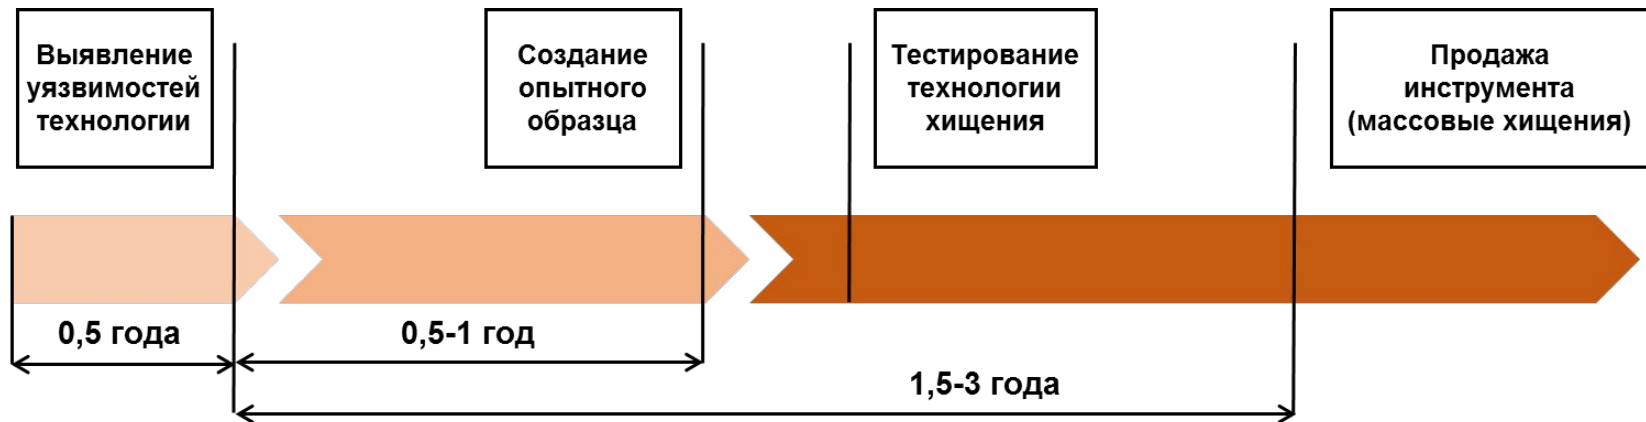 Выявление
уязвимостей
технологии
Создание
опытного
образца
Тестирование
технологии
хищения
Продажа
инструмента
(массовые хищения)
0,5 года
0,5-1 год
1,5-3 года